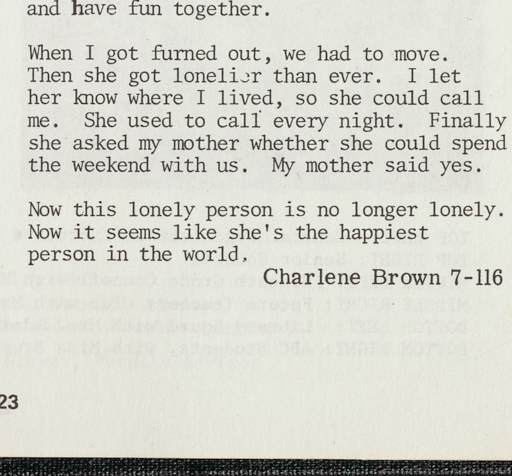 and have fun together.
When I got furned out, we had to move.
Then she got lonelier than ever. I let
her know where I lived, so she could call
me. She used to call every night. Finally
she asked my mother whether she could spend
the weekend with us. My mother said yes.
Now this lonely person is no longer lonely.
Now it seems like she's the happiest
person in the world.
Charlene Brown 7-116
23